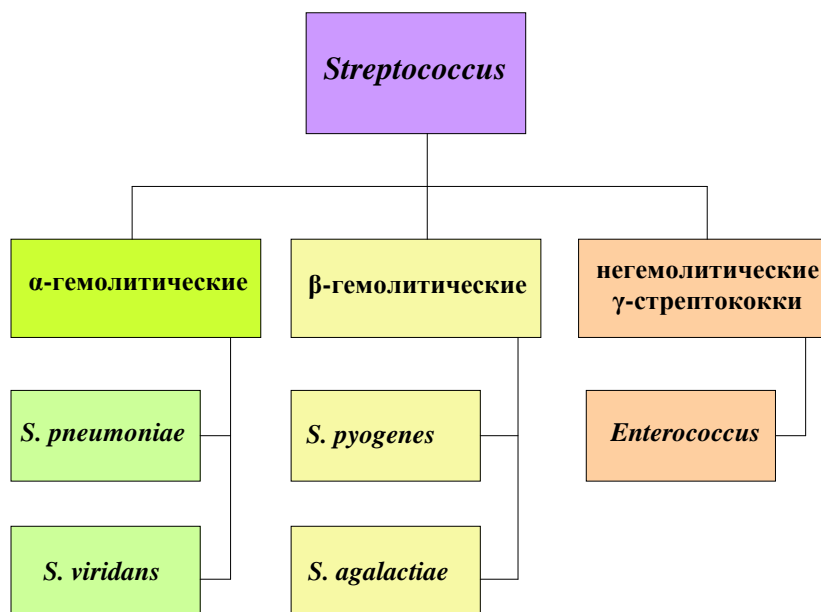 Streptococcus
α-гемолитические
β-гемолитические
негемолитические
γ-стрептококки
S. pneumoniae
S. pyogenes
Enterococcus
S. viridans
S. agalactiae